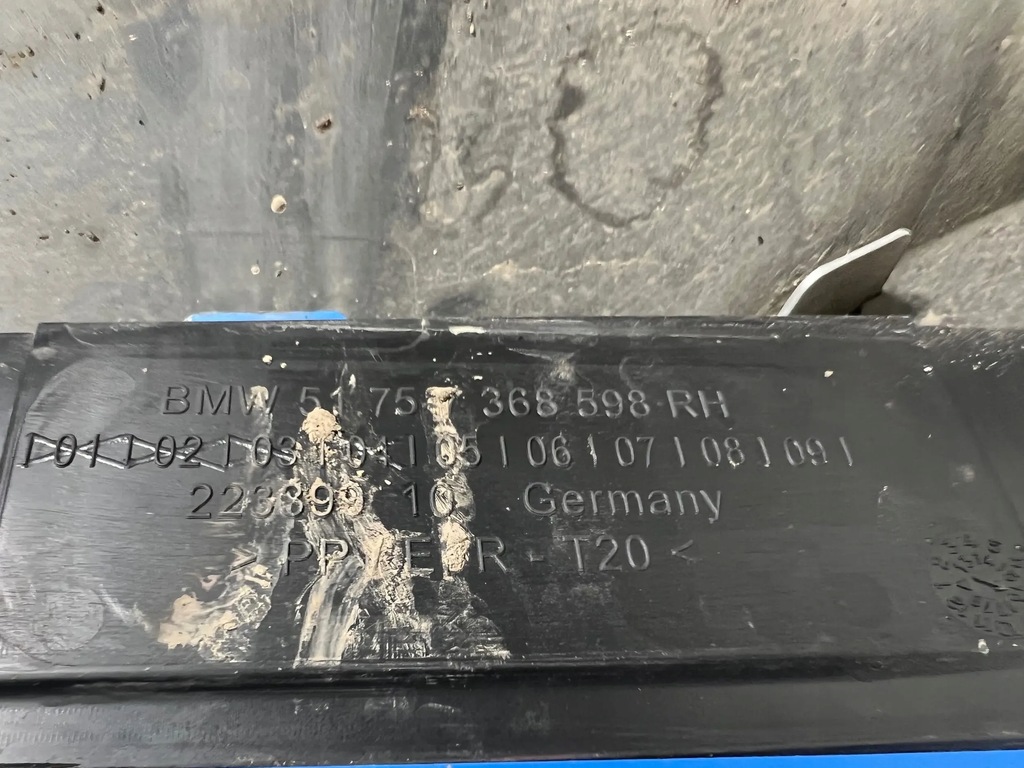 BMW 51 75 368 598 RH
01 | 02 | 03 | 04 | 05 | 06 | 07 | 08 | 09 |
223899 10 Germany
> PP/E R - T20 <